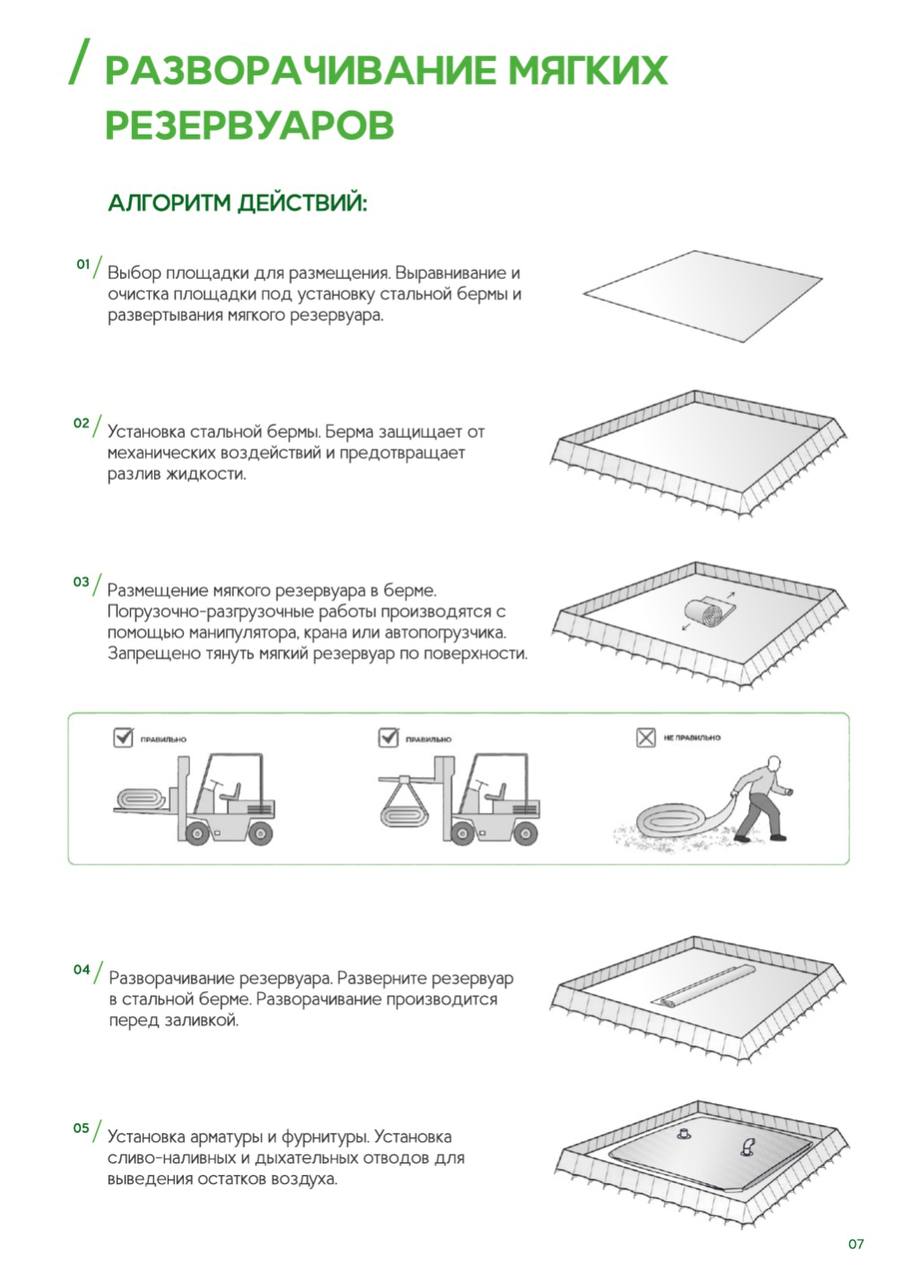 / РАЗВОРАЧИВАНИЕ МЯГКИХ
РЕЗЕРВУАРОВ
АЛГОРИТМ ДЕЙСТВИЙ:
01 / Выбор площадки для размещения. Выравнивание и
очистка площадки под установку стальной бермы и
развертывания мягкого резервуара.
02 / Установка стальной бермы. Берма защищает от
механических воздействий и предотвращает
разлив жидкости.
03 / Размещение мягкого резервуара в берме.
Погрузочно-разгрузочные работы производятся с
помощью манипулятора, крана или автопогрузчика.
Запрещено тянуть мягкий резервуар по поверхности.
ПРАВИЛЬНО
ПРАВИЛЬНО
НЕ ПРАВИЛЬНО
04 / Разворачивание резервуара. Разверните резервуар
в стальной берме. Разворачивание производится
перед заливкой.
05 / Установка арматуры и фурнитуры. Установка
сливо-наливных и дыхательных отводов для
выведения остатков воздуха.
07